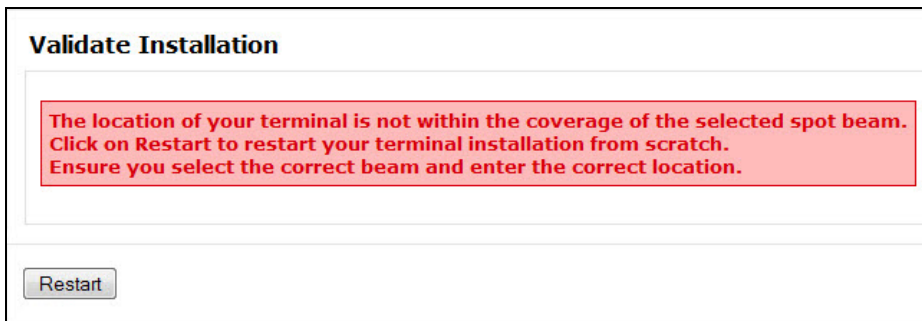 Validate Installation
The location of your terminal is not within the coverage of the selected spot beam.
Click on Restart to restart your terminal installation from scratch.
Ensure you select the correct beam and enter the correct location.
Restart